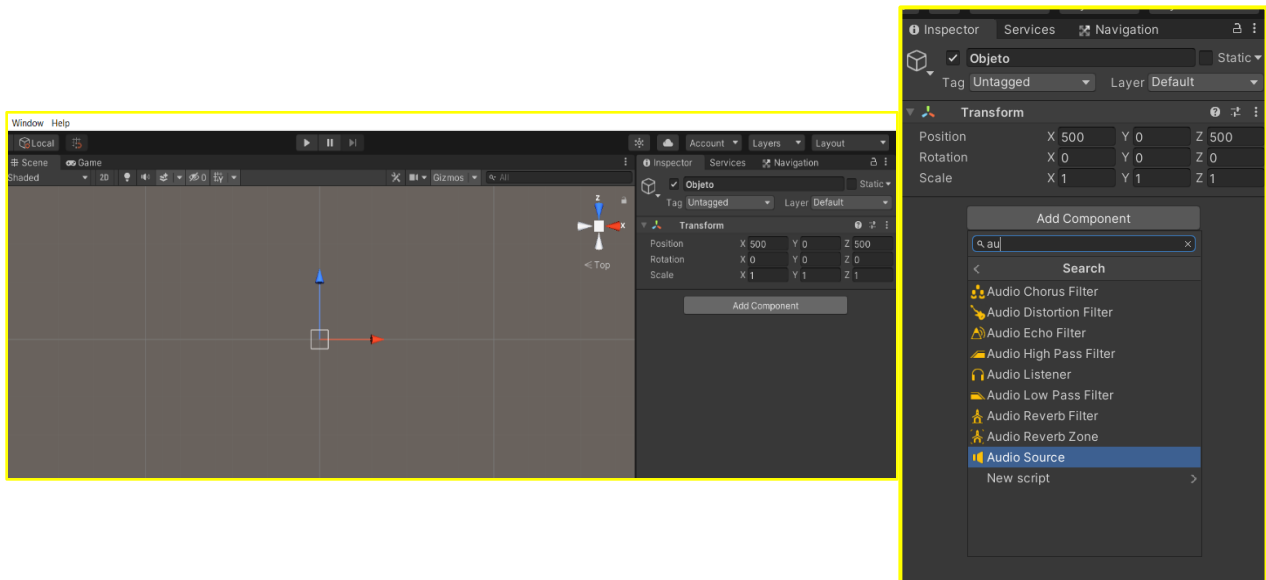 Window Help
Local
Account Layers Layout
Scene Game
Shaded 2D 0 Gizmos All
z
x
Top
Inspector Services Navigation
Objeto Static
Tag Untagged Layer Default
Transform
Position X 500 Y 0 Z 500
Rotation X 0 Y 0 Z 0
Scale X 1 Y 1 Z 1
Add Component
Inspector Services Navigation
Objeto Static
Tag Untagged Layer Default
Transform
Position X 500 Y 0 Z 500
Rotation X 0 Y 0 Z 0
Scale X 1 Y 1 Z 1
Add Component
au
Search
Audio Chorus Filter
Audio Distortion Filter
Audio Echo Filter
Audio High Pass Filter
Audio Listener
Audio Low Pass Filter
Audio Reverb Filter
Audio Reverb Zone
Audio Source
New script